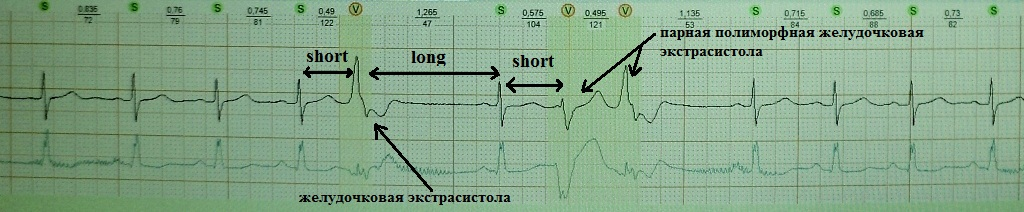 S S S S V S V V S S S S
0,835 0,76 0,745 0,49 1,265 0,575 0,495 1,135 0,715 0,685 0,73
72 79 81 122 47 104 121 53 84 88 82
парная полиморфная желудочковая
экстрасистола
short long short
желудочковая экстрасистола